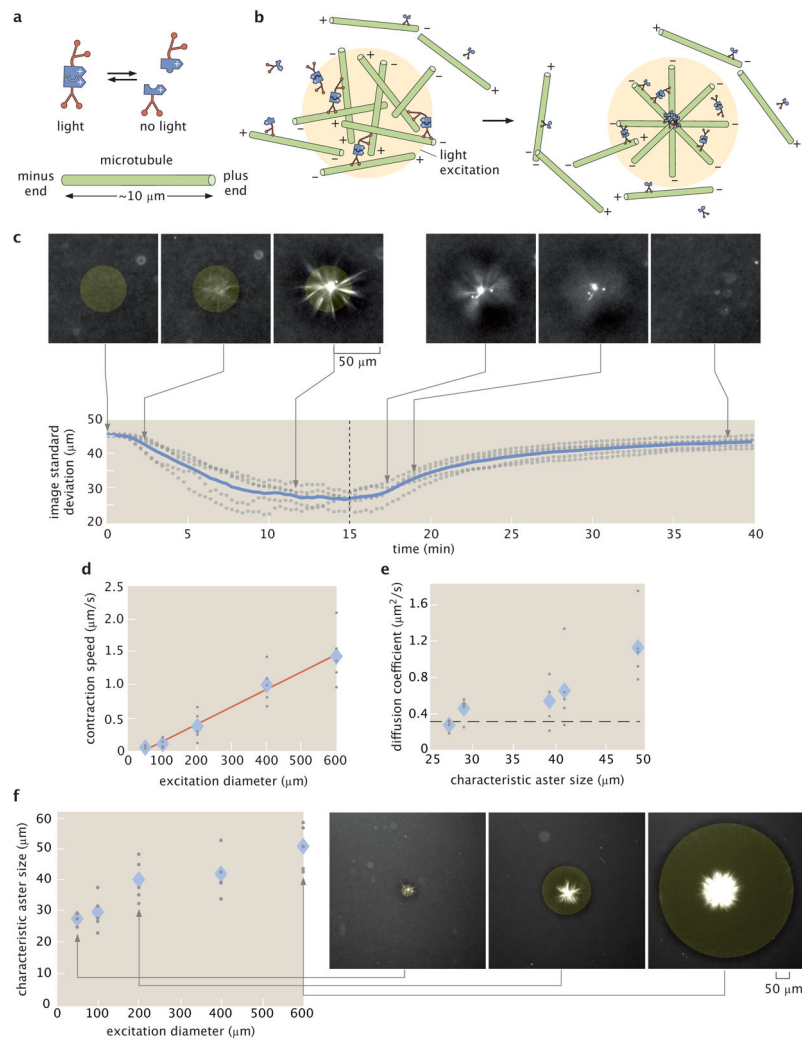 a
light
no light
microtubule
minus end
plus end
~10 μm
b
+ − + − + − + − + − + − +
light excitation
c
50 μm
image standard deviation (μm)
50
40
30
20
0 5 10 15 20 25 30 35 40
time (min)
d
contraction speed (μm/s)
2.5
2.0
1.5
1.0
0.5
0
0 100 200 300 400 500 600
excitation diameter (μm)
e
diffusion coefficient (μm²/s)
1.6
1.2
0.8
0.4
0
25 30 35 40 45 50
characteristic aster size (μm)
f
characteristic aster size (μm)
60
50
40
30
20
10
0
0 100 200 300 400 500 600
excitation diameter (μm)
50 μm